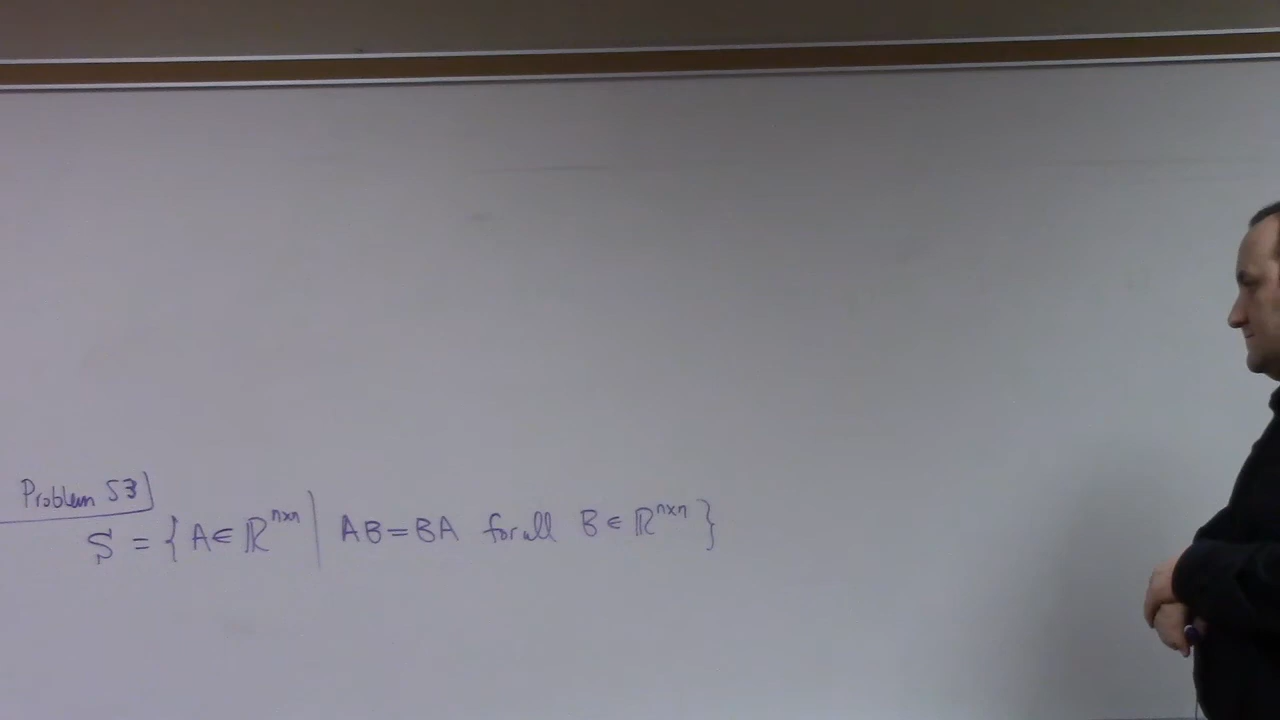 Problem 53
S = { A ∈ ℝ^{n×n} | AB = BA for all B ∈ ℝ^{n×n} }